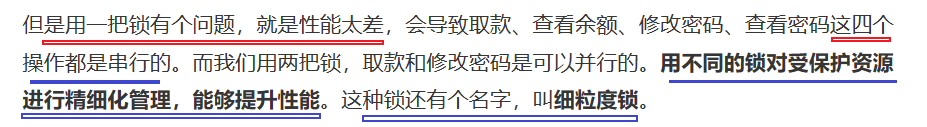 但是用一把锁有个问题，就是性能太差，会导致取款、查看余额、修改密码、查看密码这四个
操作都是串行的。而我们用两把锁，取款和修改密码是可以并行的。用不同的锁对受保护资源
进行精细化管理，能够提升性能。这种锁还有个名字，叫细粒度锁。